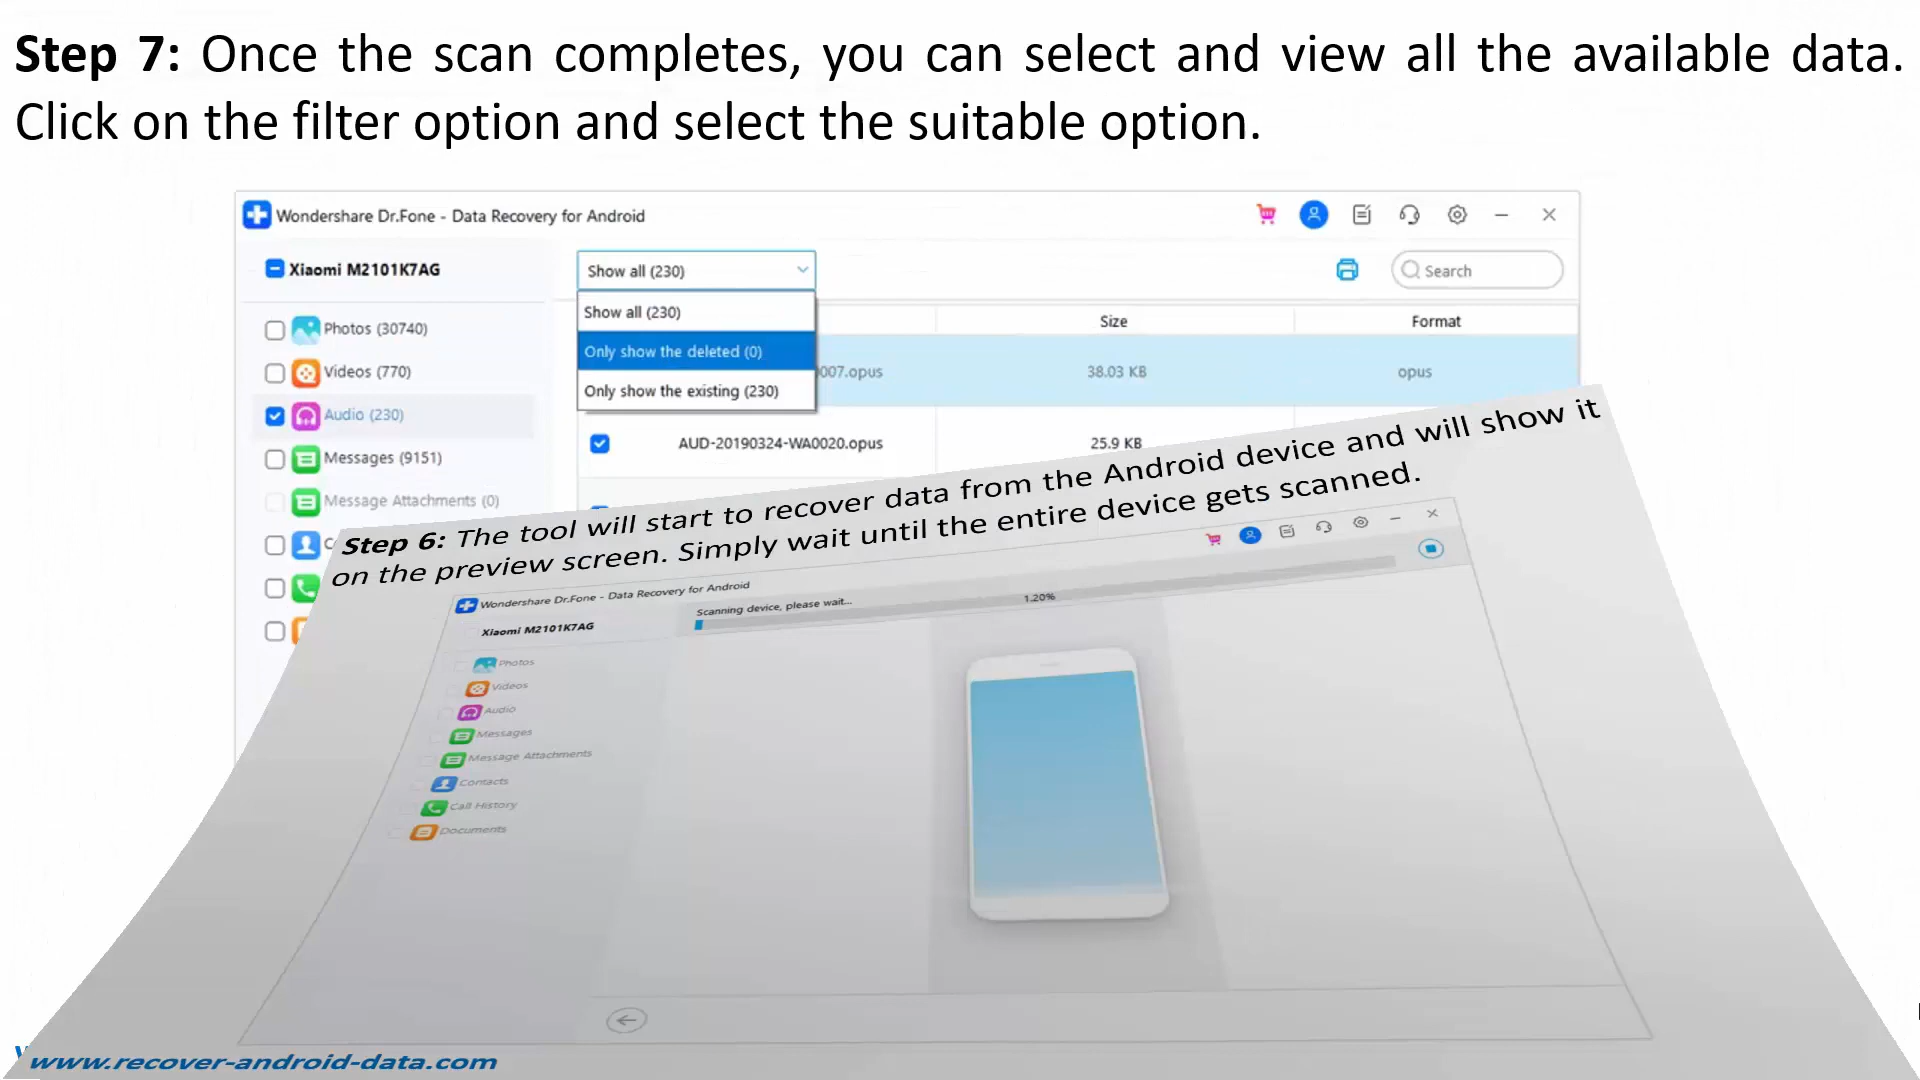 Step 7: Once the scan completes, you can select and view all the available data.
Click on the filter option and select the suitable option.
Wondershare Dr.Fone - Data Recovery for Android
Xiaomi M2101K7AG
Show all (230)
Search
Show all (230)
Only show the deleted (0)
Only show the existing (230)
Size
Format
Photos (30740)
Videos (770)
Audio (230)
Messages (9151)
Message Attachments (0)
007.opus
38.03 KB
opus
AUD-20190324-WA0020.opus
25.9 KB
Step 6: The tool will start to recover data from the Android device and will show it
on the preview screen. Simply wait until the entire device gets scanned.
Wondershare Dr.Fone - Data Recovery for Android
Xiaomi M2101K7AG
Scanning device, please wait...
1.20%
Photos
Videos
Audio
Messages
Message Attachments
Contacts
Call History
Documents
www.recover-android-data.com